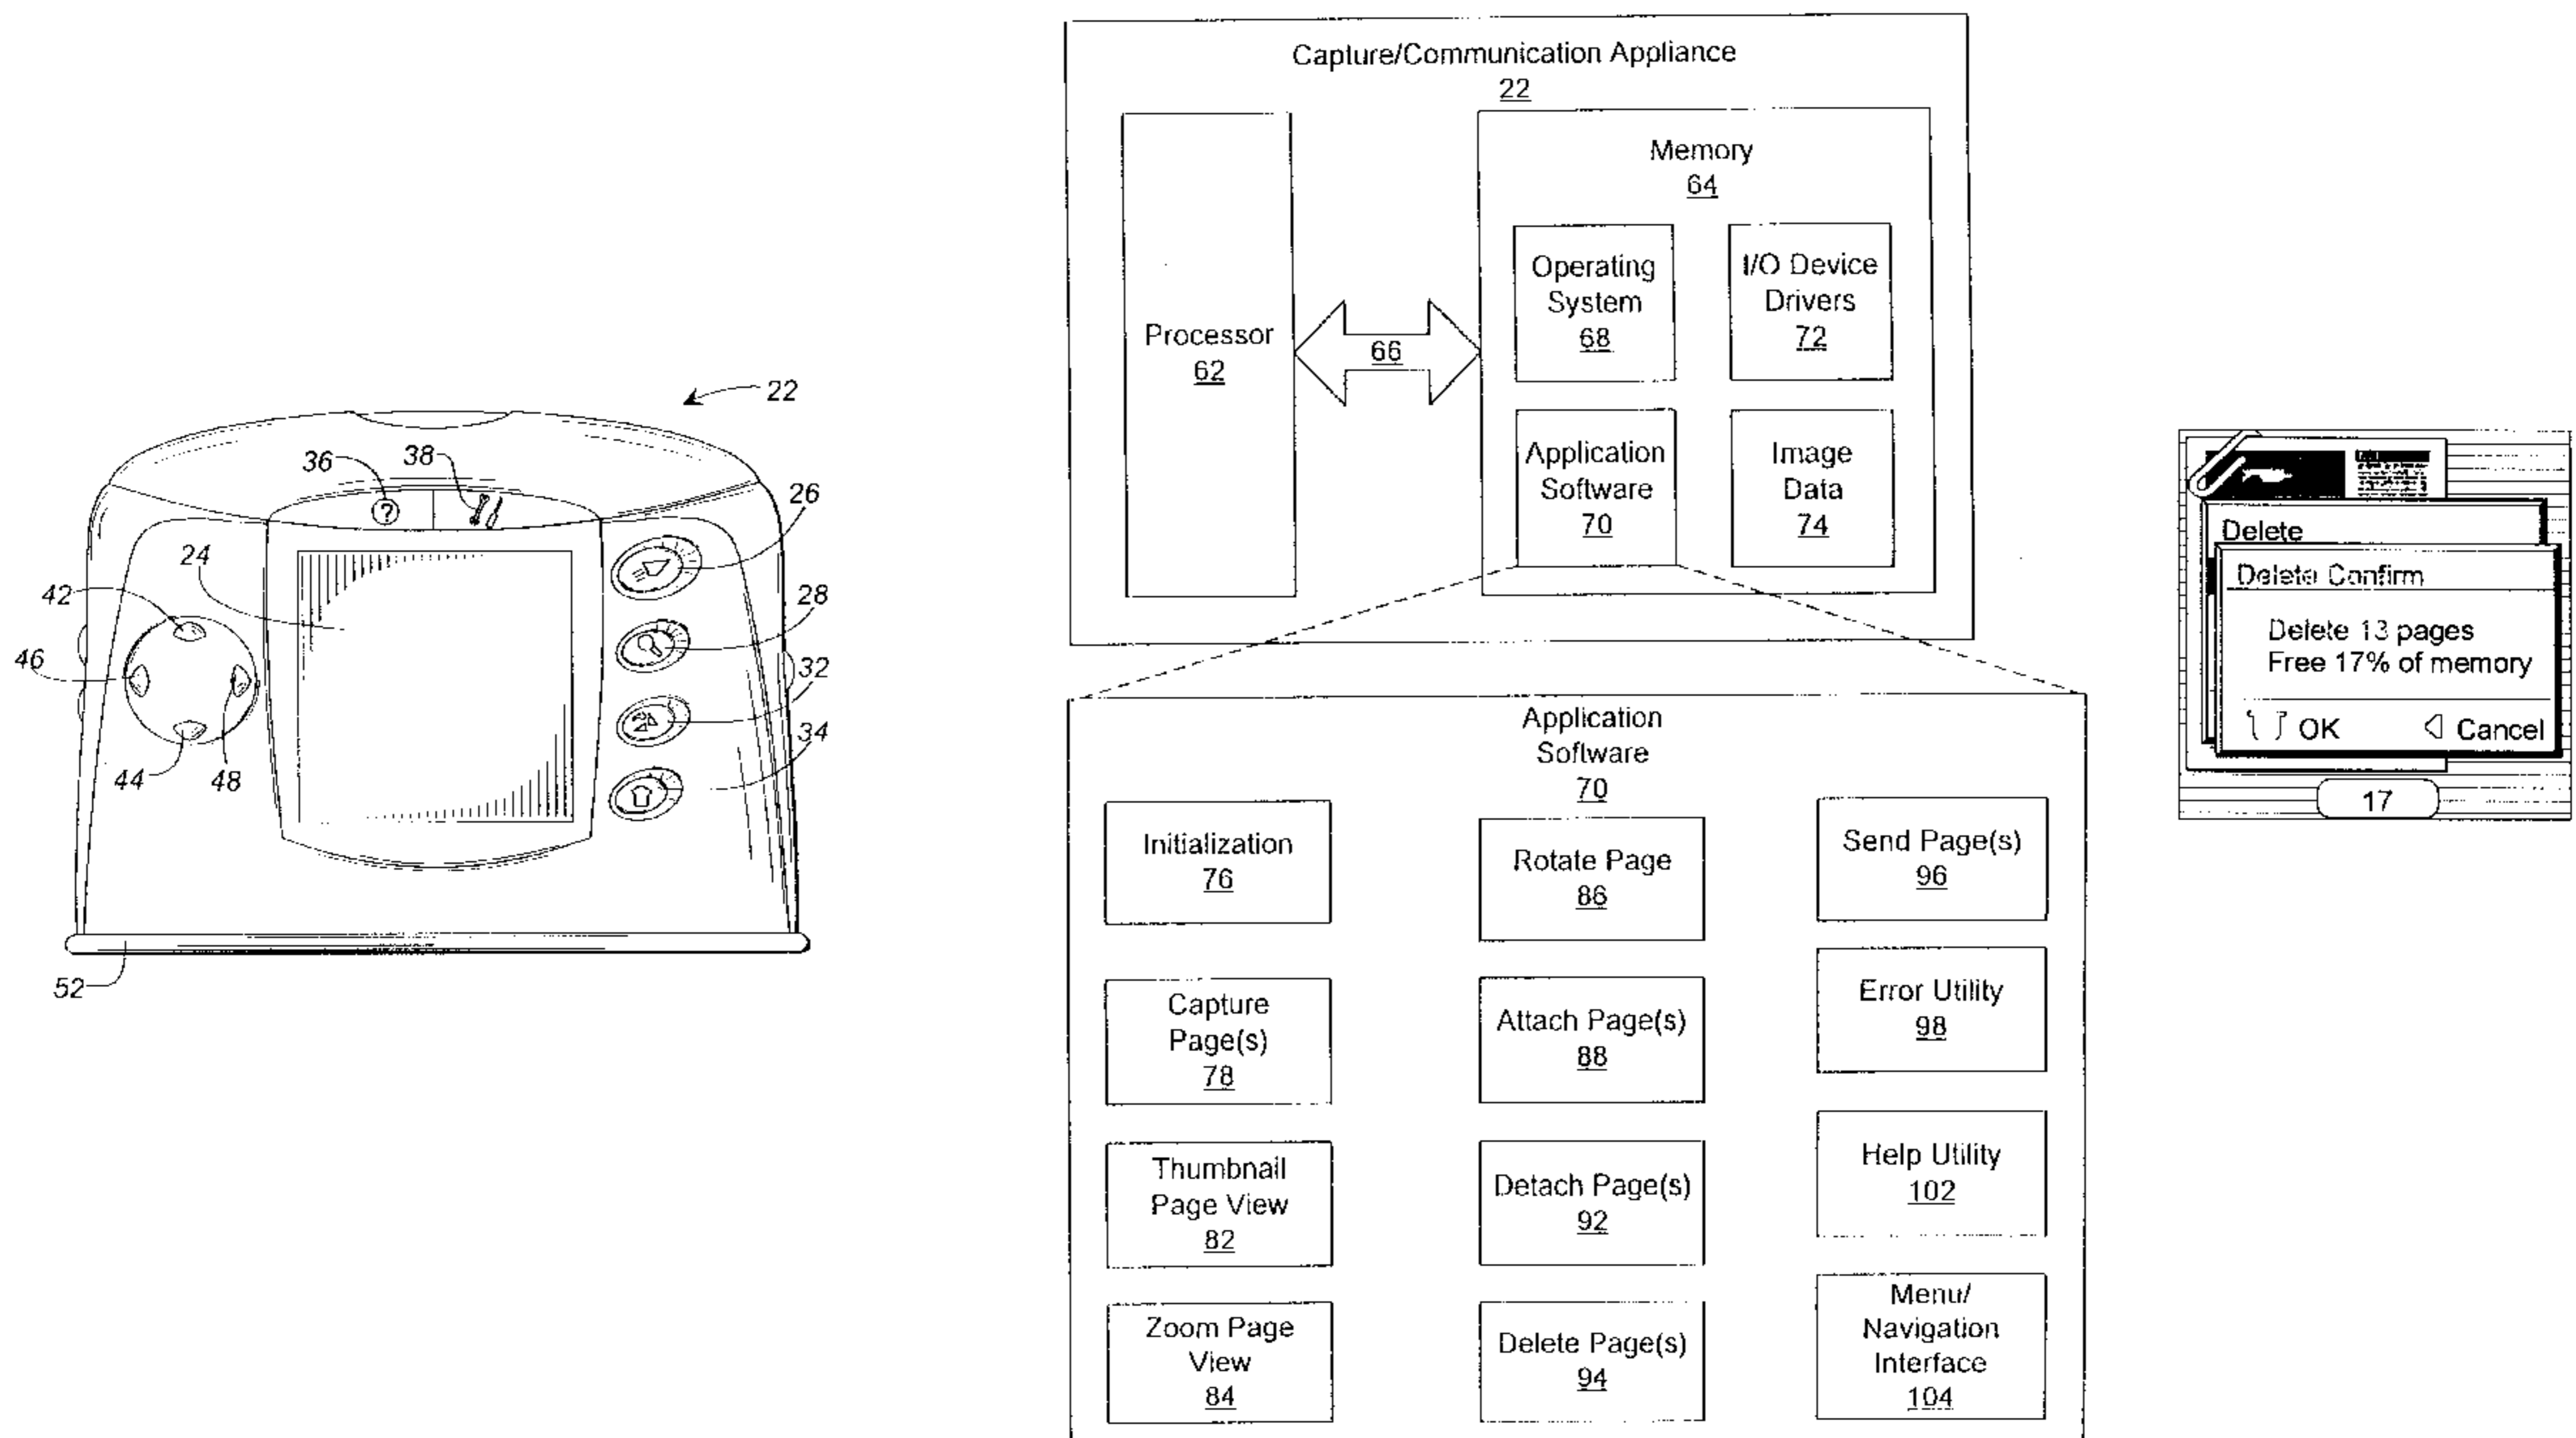 22
36
38
?
26
24
42
28
46
32
34
44
48
52
Capture/Communication Appliance
22
Processor
62
66
Memory
64
Operating
System
68
I/O Device
Drivers
72
Application
Software
70
Image
Data
74
Application
Software
70
Initialization
76
Capture
Page(s)
78
Thumbnail
Page View
82
Zoom Page
View
84
Rotate Page
86
Attach Page(s)
88
Detach Page(s)
92
Delete Page(s)
94
Send Page(s)
96
Error Utility
98
Help Utility
102
Menu/
Navigation
Interface
104
Delete
Delete Confirm
Delete 13 pages
Free 17% of memory
OK
Cancel
17